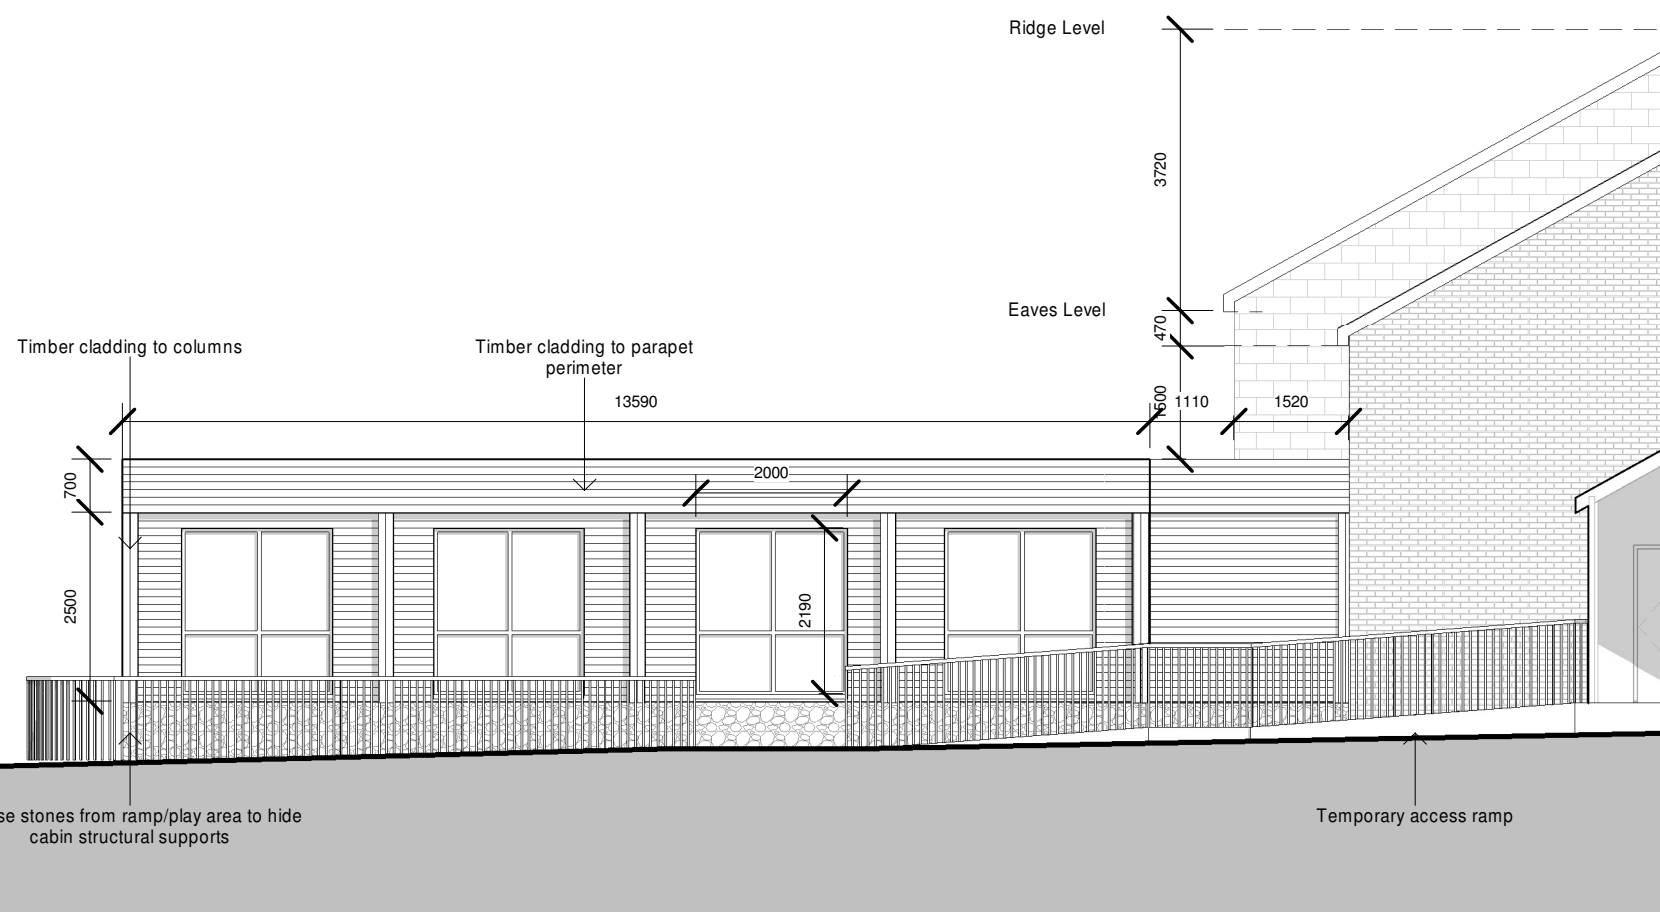 Ridge Level
3720
Eaves Level
470
Timber cladding to columns
Timber cladding to parapet
perimeter
13590
1500
1110
1520
700
2000
2500
2190
se stones from ramp/play area to hide
cabin structural supports
Temporary access ramp